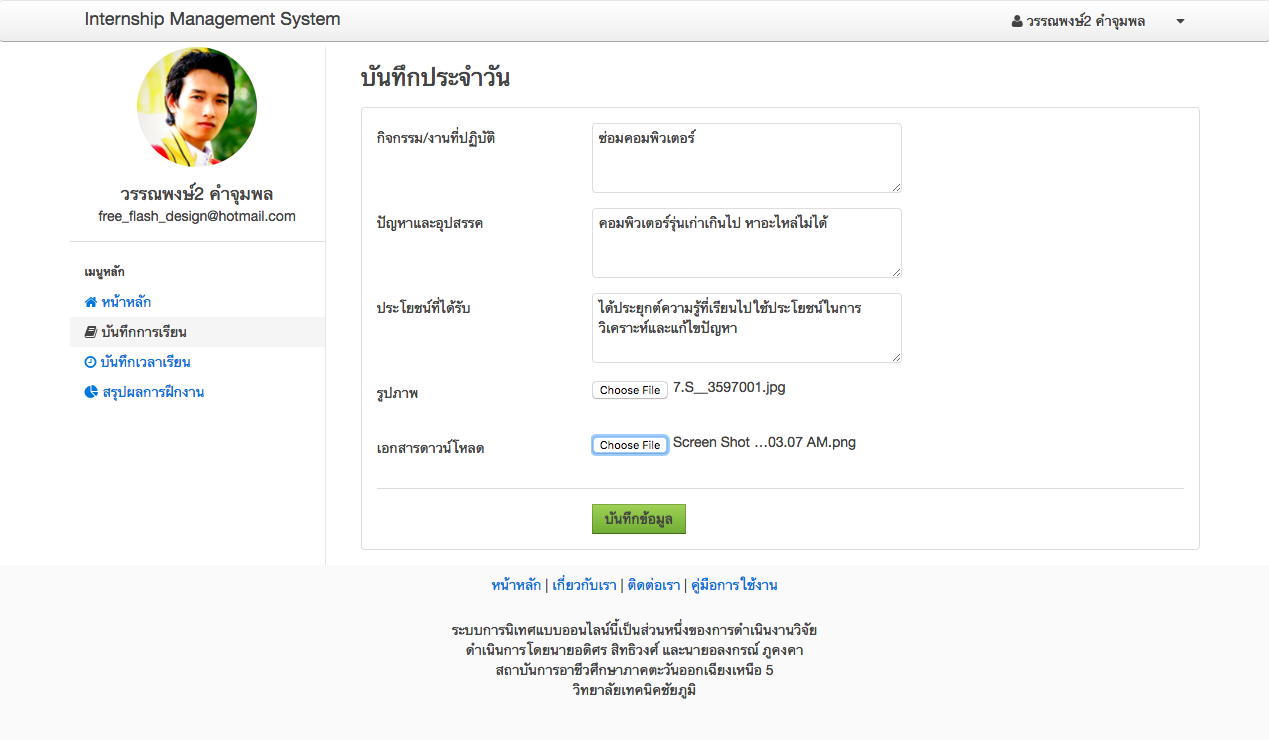 Internship Management System
วรรณพงษ์2 คำจุมพล
วรรณพงษ์2 คำจุมพล
free_flash_design@hotmail.com
เมนูหลัก
หน้าหลัก
บันทึกการเรียน
บันทึกเวลาเรียน
สรุปผลการฝึกงาน
บันทึกประจำวัน
กิจกรรม/งานที่ปฏิบัติ
ซ่อมคอมพิวเตอร์
ปัญหาและอุปสรรค
คอมพิวเตอร์รุ่นเก่าเกินไป หาอะไหล่ไม่ได้
ประโยชน์ที่ได้รับ
ได้ประยุกต์ความรู้ที่เรียนไปใช้ประโยชน์ในการ
วิเคราะห์และแก้ไขปัญหา
รูปภาพ
Choose File 7.S__3597001.jpg
เอกสารดาวน์โหลด
Choose File Screen Shot ...03.07 AM.png
บันทึกข้อมูล
หน้าหลัก | เกี่ยวกับเรา | ติดต่อเรา | คู่มือการใช้งาน
ระบบการนิเทศแบบออนไลน์นี้เป็นส่วนหนึ่งของการดำเนินงานวิจัย
ดำเนินการโดยนายอดิศร สิทธิวงศ์ และนายอลงกรณ์ ภูคงคา
สถาบันการอาชีวศึกษาภาคตะวันออกเฉียงเหนือ 5
วิทยาลัยเทคนิคชัยภูมิ